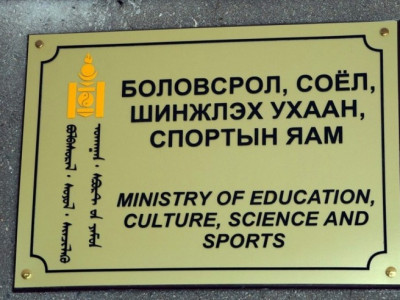 БОЛОВСРОЛ, СОЁЛ,
ШИНЖЛЭХ УХААН,
СПОРТЫН ЯАМ
MINISTRY OF EDUCATION,
CULTURE, SCIENCE AND
SPORTS